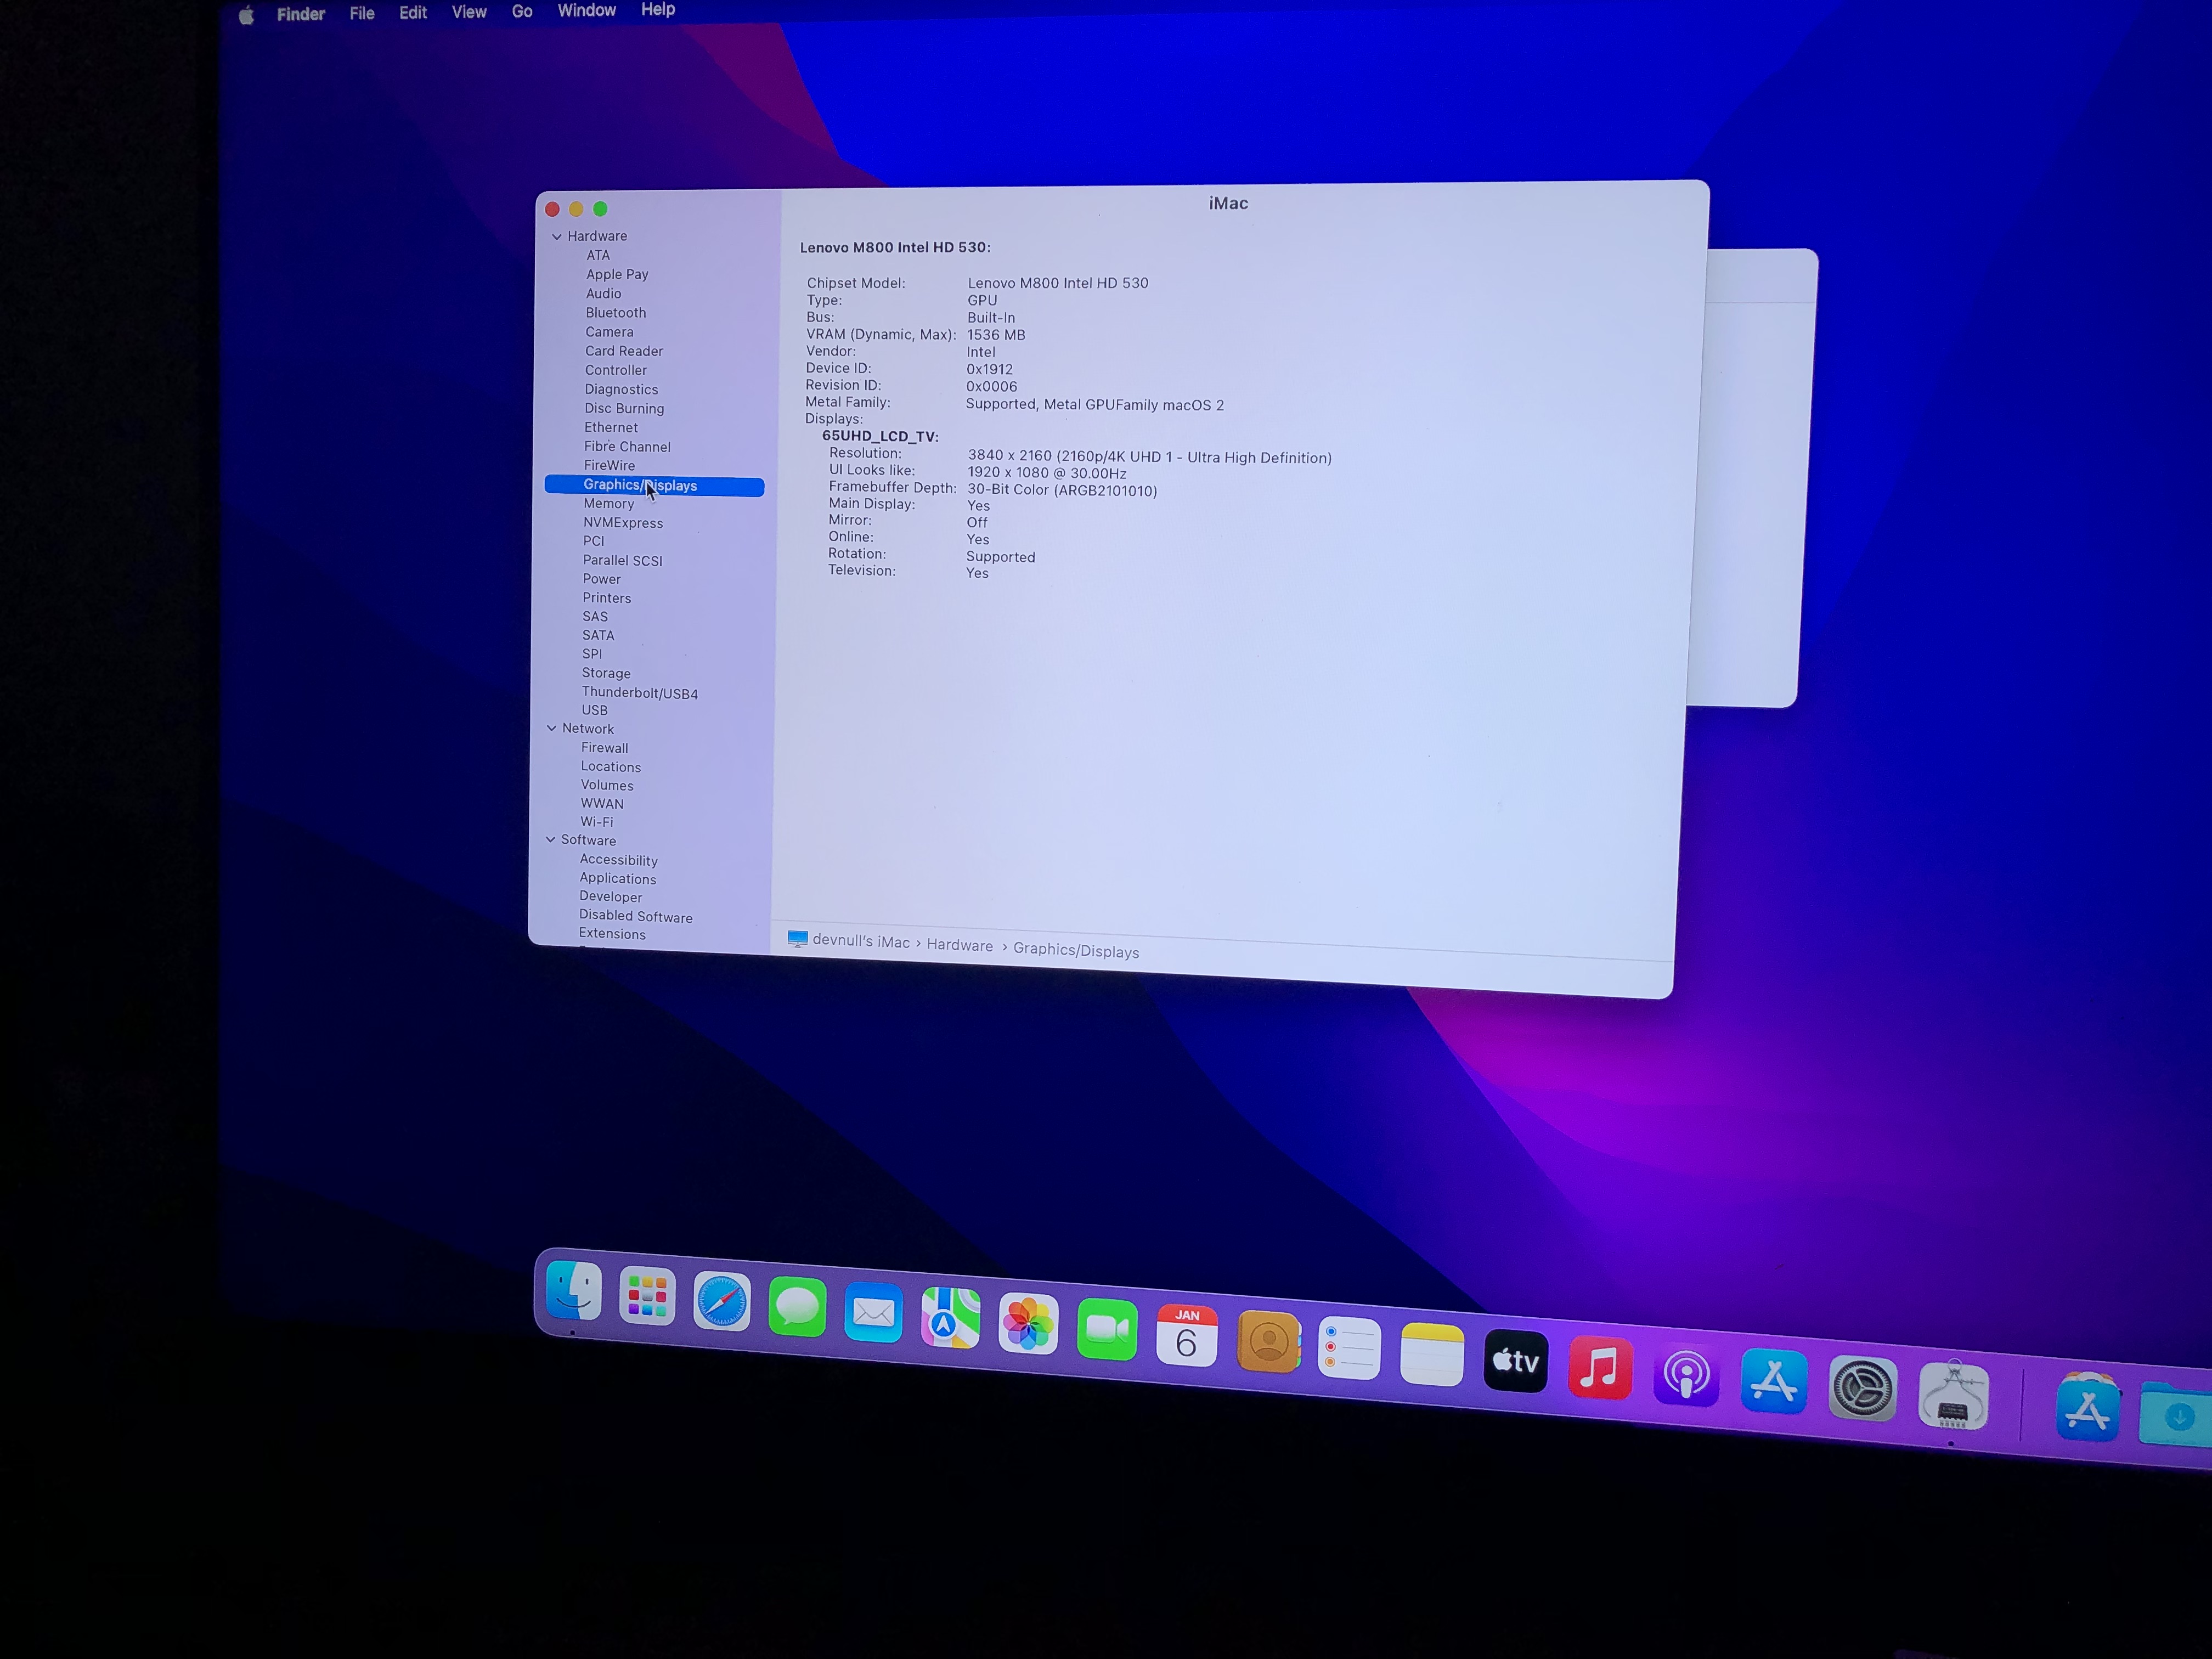 Finder File Edit View Go Window Help
iMac
Hardware
ATA
Apple Pay
Audio
Bluetooth
Camera
Card Reader
Controller
Diagnostics
Disc Burning
Ethernet
Fibre Channel
FireWire
Graphics/Displays
Memory
NVMExpress
PCI
Parallel SCSI
Power
Printers
SAS
SATA
SPI
Storage
Thunderbolt/USB4
USB
Network
Firewall
Locations
Volumes
WWAN
Wi-Fi
Software
Accessibility
Applications
Developer
Disabled Software
Extensions
Lenovo M800 Intel HD 530:
Chipset Model: Lenovo M800 Intel HD 530
Type: GPU
Bus: Built-In
VRAM (Dynamic, Max): 1536 MB
Vendor: Intel
Device ID: 0x1912
Revision ID: 0x0006
Metal Family: Supported, Metal GPUFamily macOS 2
Displays:
65UHD_LCD_TV:
Resolution: 3840 x 2160 (2160p/4K UHD 1 - Ultra High Definition)
UI Looks like: 1920 x 1080 @ 30.00Hz
Framebuffer Depth: 30-Bit Color (ARGB2101010)
Main Display: Yes
Mirror: Off
Online: Yes
Rotation: Supported
Television: Yes
devnull's iMac › Hardware › Graphics/Displays
JAN
6
tv